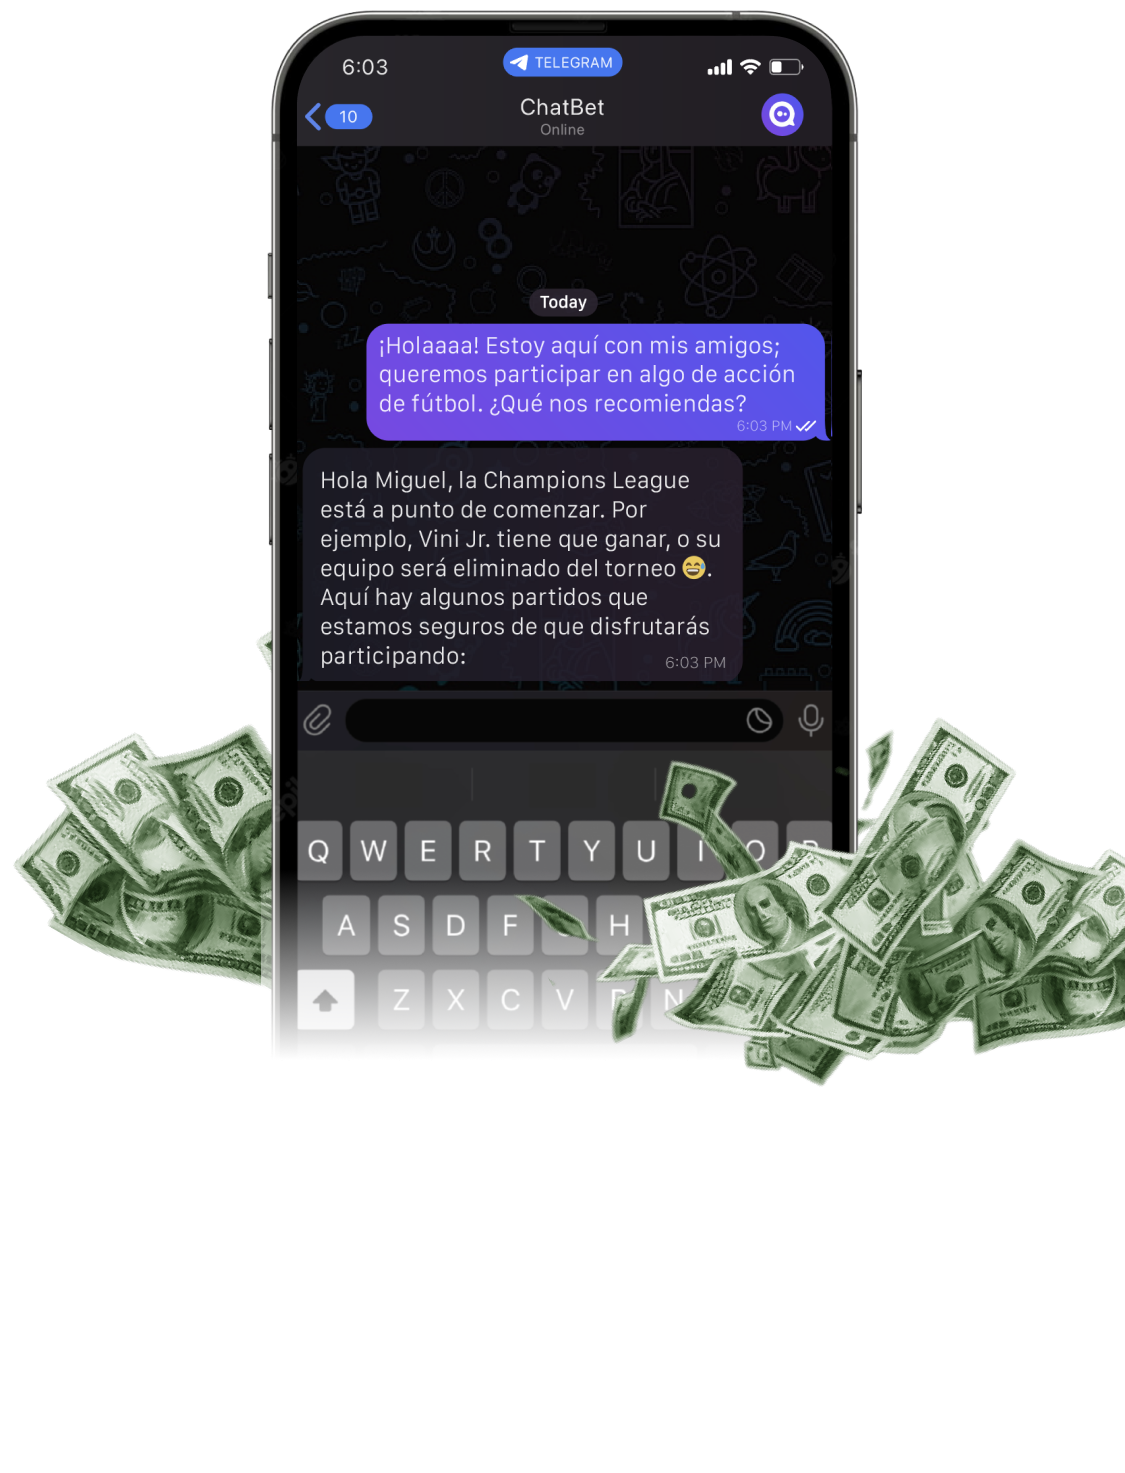 6:03
TELEGRAM
10
ChatBet
Online
Today
¡Holaaaa! Estoy aquí con mis amigos;
queremos participar en algo de acción
de fútbol. ¿Qué nos recomiendas?
6:03 PM
Hola Miguel, la Champions League
está a punto de comenzar. Por
ejemplo, Vini Jr. tiene que ganar, o su
equipo será eliminado del torneo 😅.
Aquí hay algunos partidos que
estamos seguros de que disfrutarás
participando:
6:03 PM
Q W E R T Y U I O P
A S D F G H
Z X C V B N